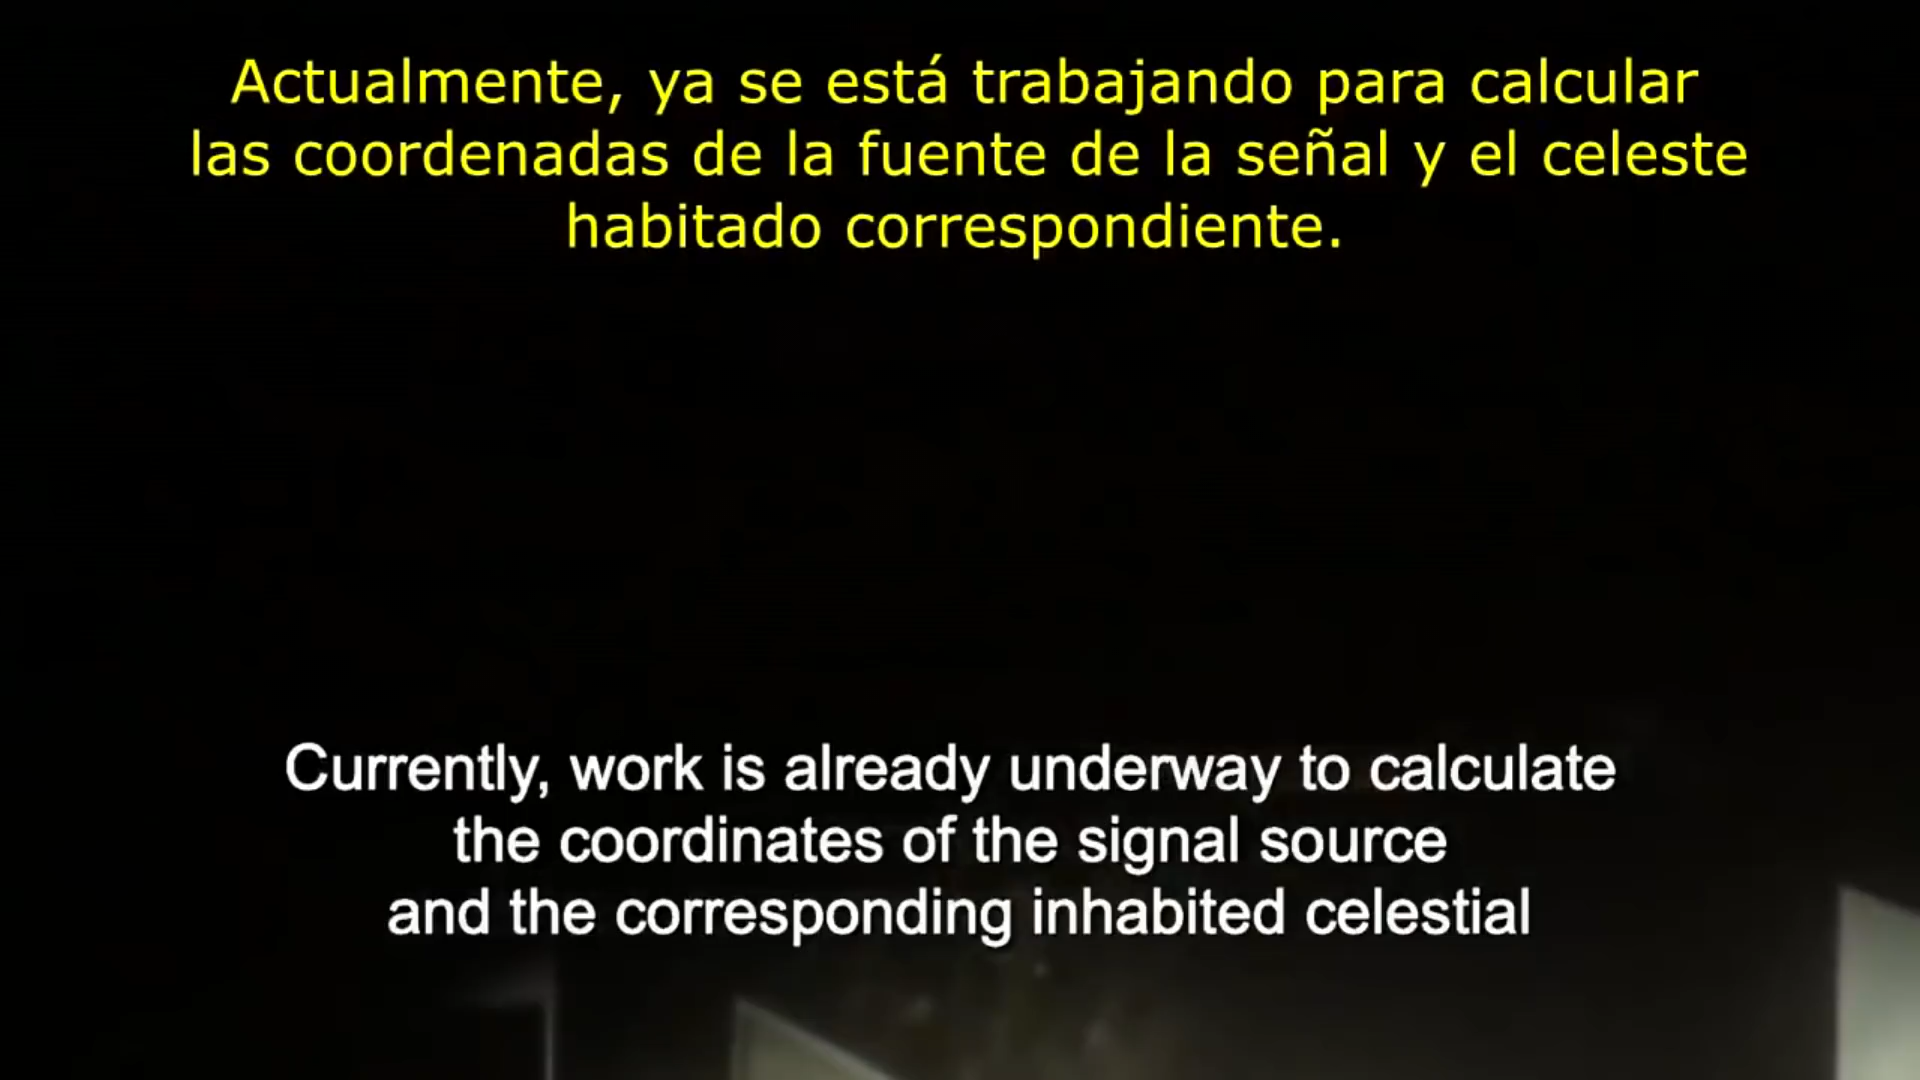 Actualmente, ya se está trabajando para calcular
las coordenadas de la fuente de la señal y el celeste
habitado correspondiente.
Currently, work is already underway to calculate
the coordinates of the signal source
and the corresponding inhabited celestial